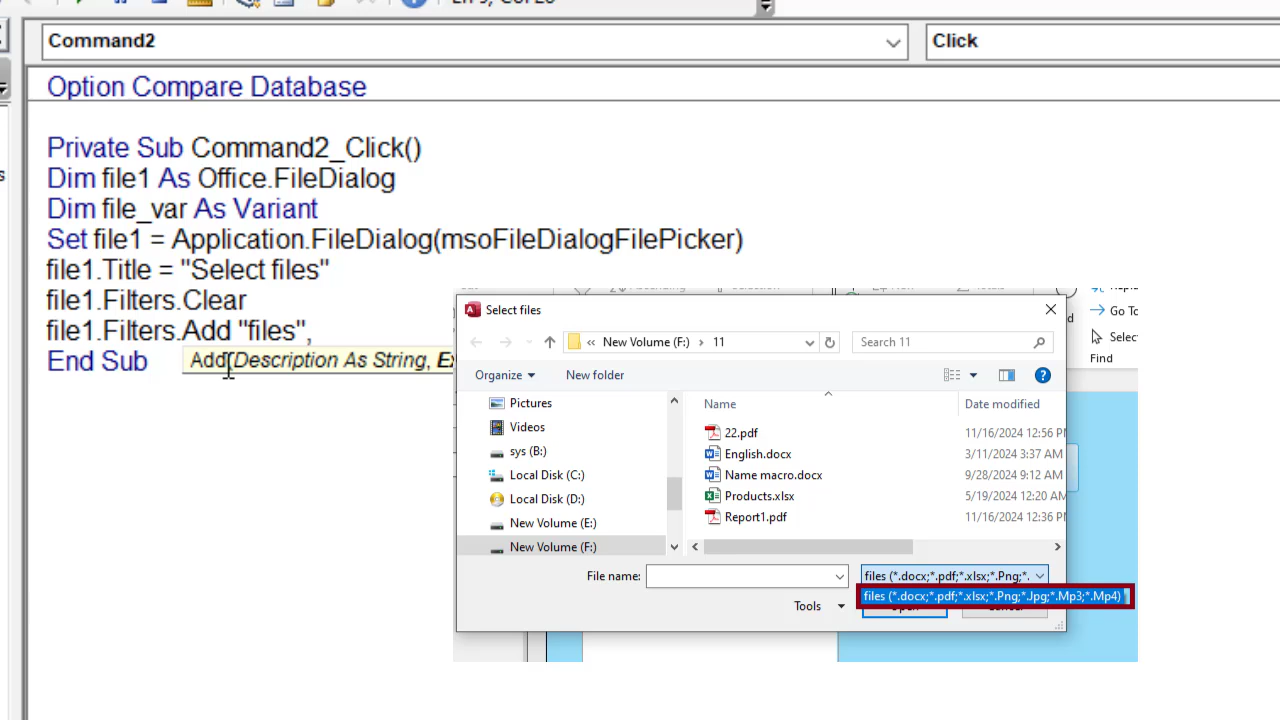 Command2
Click
Option Compare Database
Private Sub Command2_Click()
Dim file1 As Office.FileDialog
Dim file_var As Variant
Set file1 = Application.FileDialog(msoFileDialogFilePicker)
file1.Title = "Select files"
file1.Filters.Clear
file1.Filters.Add "files",
End Sub
Add(Description As String, Ex
Select files
Go To
Select
Find
« New Volume (F:) › 11
Search 11
Organize
New folder
Name
Date modified
Pictures
Videos
sys (B:)
Local Disk (C:)
Local Disk (D:)
New Volume (E:)
New Volume (F:)
22.pdf 11/16/2024 12:56 P
English.docx 3/11/2024 3:37 AM
Name macro.docx 9/28/2024 9:12 AM
Products.xlsx 5/19/2024 12:20 AM
Report1.pdf 11/16/2024 12:36 P
File name:
files (*.docx;*.pdf;*.xlsx;*.Png;*.
files (*.docx;*.pdf;*.xlsx;*.Png;*Jpg;*.Mp3;*.Mp4)
Tools